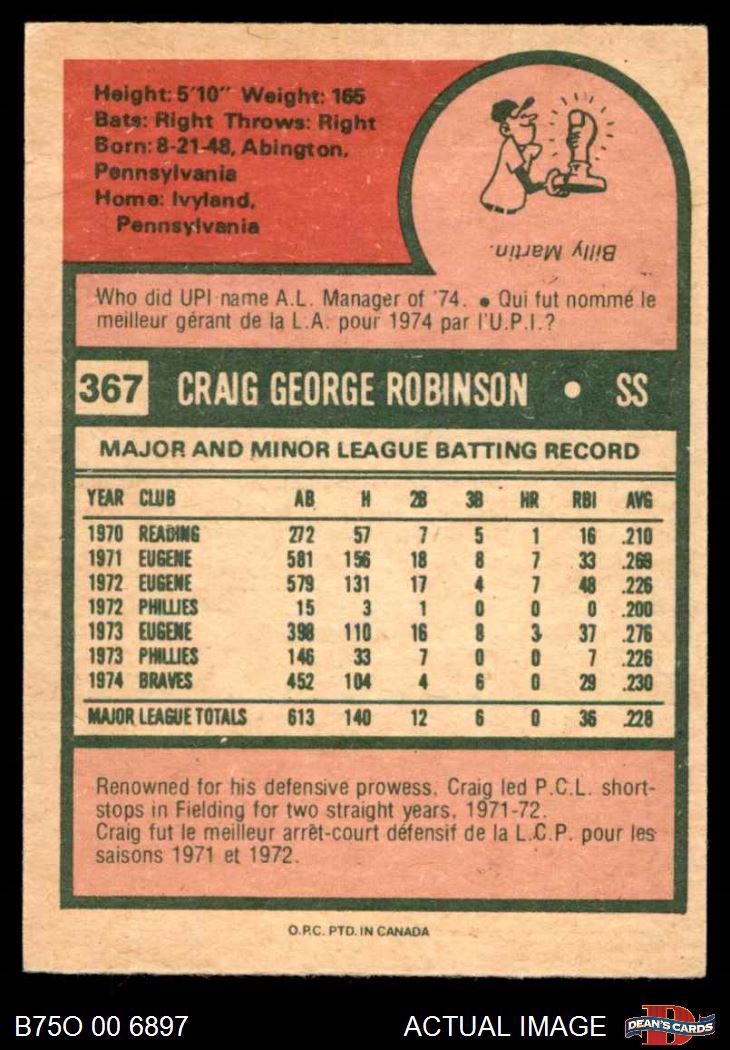 Height: 5'10" Weight: 165
Bats: Right Throws: Right
Born: 8-21-48, Abington,
Pennsylvania
Home: Ivyland,
Pennsylvania
Billy Martin.
Who did UPI name A.L. Manager of '74. • Qui fut nommé le
meilleur gérant de la L.A. pour 1974 par l'U.P.I.?
367 CRAIG GEORGE ROBINSON • SS
MAJOR AND MINOR LEAGUE BATTING RECORD
YEAR CLUB AB H 2B 3B HR RBI AVG
1970 READING 272 57 7 5 1 16 .210
1971 EUGENE 581 156 18 8 7 33 .269
1972 EUGENE 579 131 17 4 7 48 .226
1972 PHILLIES 15 3 1 0 0 0 .200
1973 EUGENE 398 110 16 8 3 37 .276
1973 PHILLIES 146 33 7 0 0 7 .226
1974 BRAVES 452 104 4 6 0 29 .230
MAJOR LEAGUE TOTALS 613 140 12 6 0 36 .228
Renowned for his defensive prowess, Craig led P.C.L. short-
stops in Fielding for two straight years, 1971-72.
Craig fut le meilleur arrêt-court défensif de la L.C.P. pour les
saisons 1971 et 1972.
O.P.C. PTD. IN CANADA
B75O 00 6897 ACTUAL IMAGE
D
DEAN'S CARDS